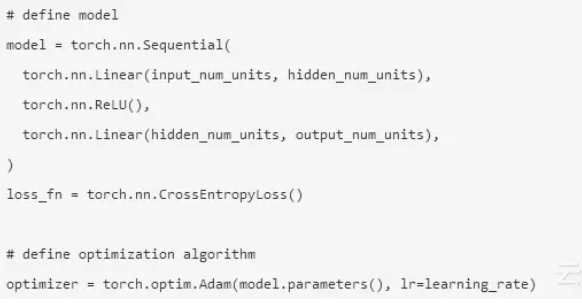 # define model
model = torch.nn.Sequential(
  torch.nn.Linear(input_num_units, hidden_num_units),
  torch.nn.ReLU(),
  torch.nn.Linear(hidden_num_units, output_num_units),
)
loss_fn = torch.nn.CrossEntropyLoss()
# define optimization algorithm
optimizer = torch.optim.Adam(model.parameters(), lr=learning_rate)